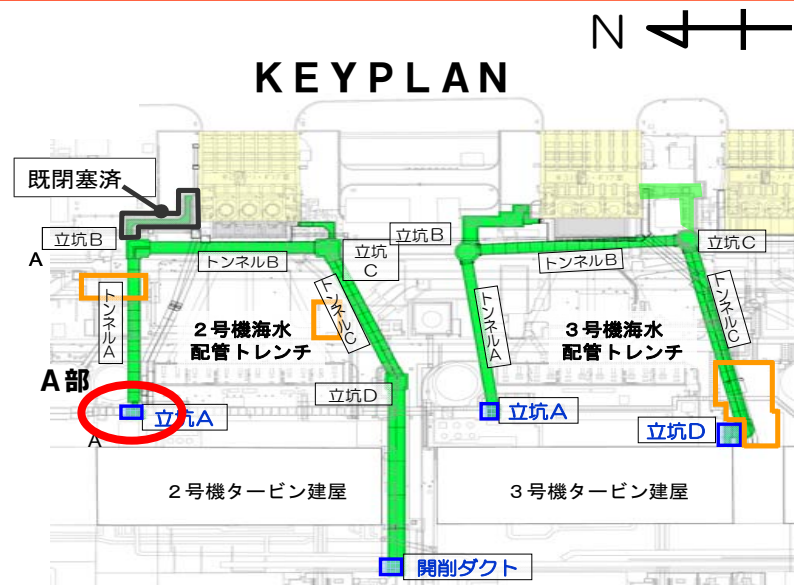 N
KEYPLAN
既閉塞済
立坑B
A
トンネルB
立坑
C
立坑B
トンネルB
立坑C
トンネルA
トンネルC
トンネルA
トンネルC
2号機海水
配管トレンチ
3号機海水
配管トレンチ
A部
立坑D
立坑A
A
立坑A
立坑D
2号機タービン建屋
3号機タービン建屋
開削ダクト